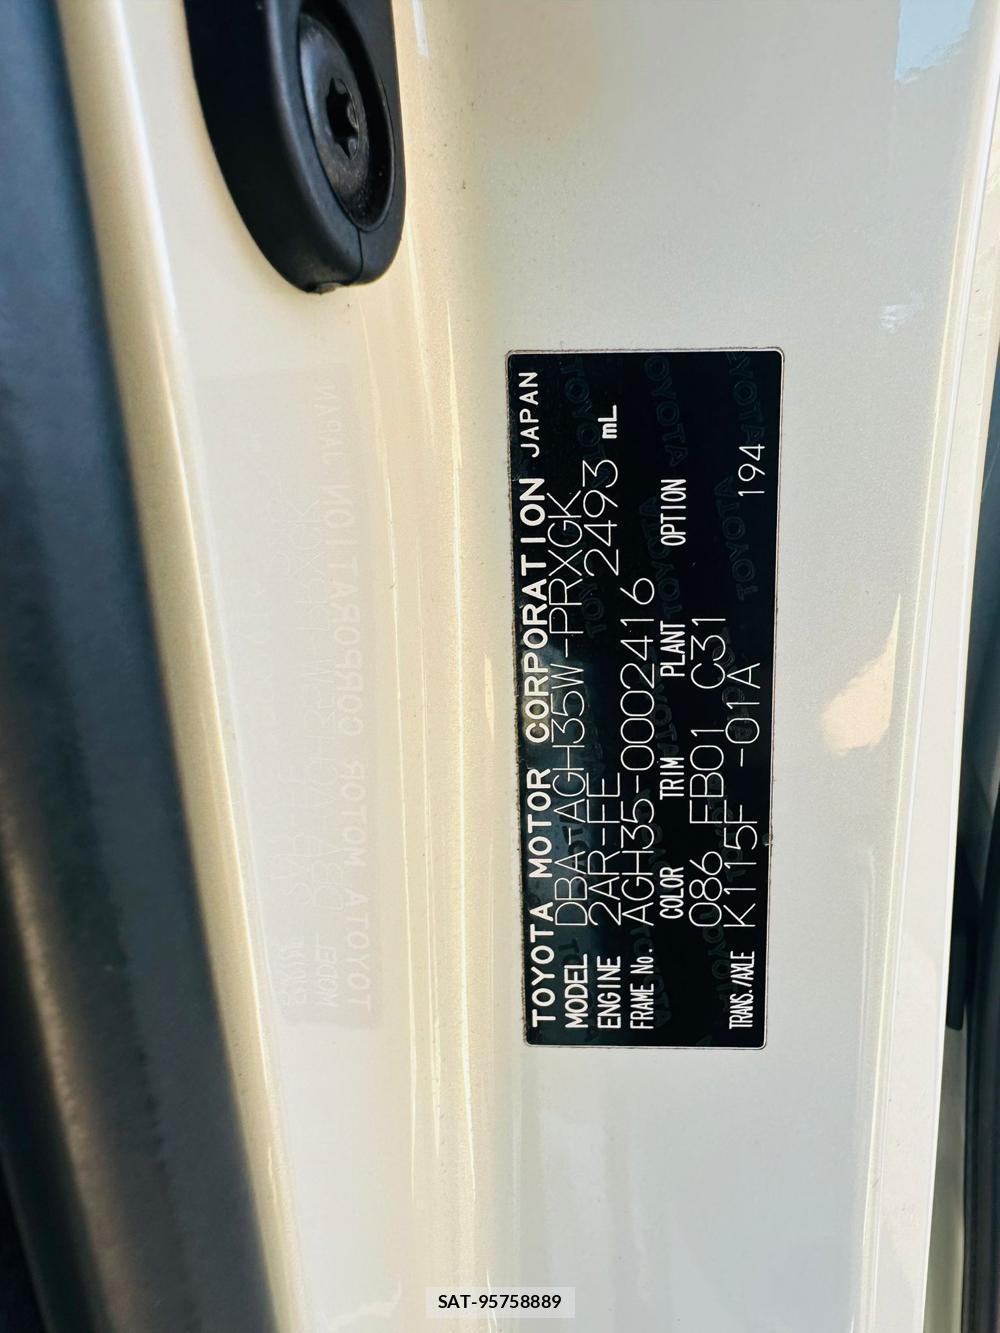 TOYOTA MOTOR CORPORATION JAPAN
MODEL DBA-AGH35W-PRXGK
ENGINE 2AR-FE 2493 mL
FRAME No. AGH35-0002416
COLOR TRIM PLANT OPTION
086 FB01 C31
TRANS./AXLE K115F -01A 194
SAT-95758889